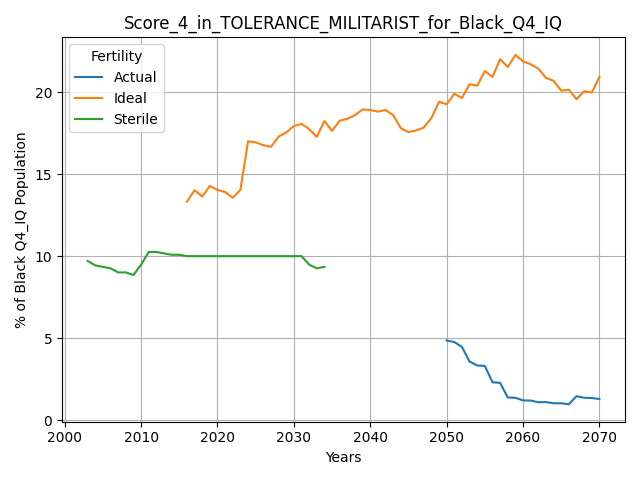 Score_4_in_TOLERANCE_MILITARIST_for_Black_Q4_IQ
Fertility
Actual
Ideal
Sterile
% of Black Q4_IQ Population
20
15
10
5
0
2000 2010 2020 2030 2040 2050 2060 2070
Years